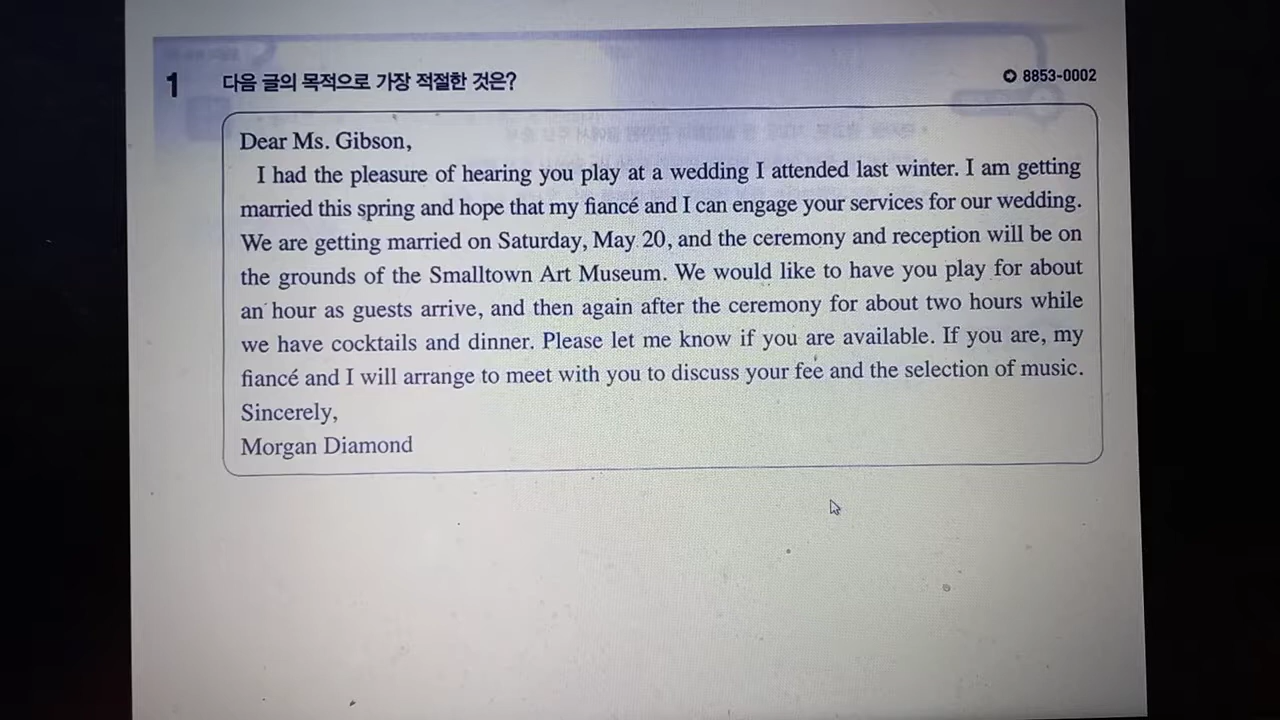 1 다음 글의 목적으로 가장 적절한 것은? 8853-0002
Dear Ms. Gibson,
I had the pleasure of hearing you play at a wedding I attended last winter. I am getting
married this spring and hope that my fiancé and I can engage your services for our wedding.
We are getting married on Saturday, May 20, and the ceremony and reception will be on
the grounds of the Smalltown Art Museum. We would like to have you play for about
an hour as guests arrive, and then again after the ceremony for about two hours while
we have cocktails and dinner. Please let me know if you are available. If you are, my
fiancé and I will arrange to meet with you to discuss your fee and the selection of music.
Sincerely,
Morgan Diamond